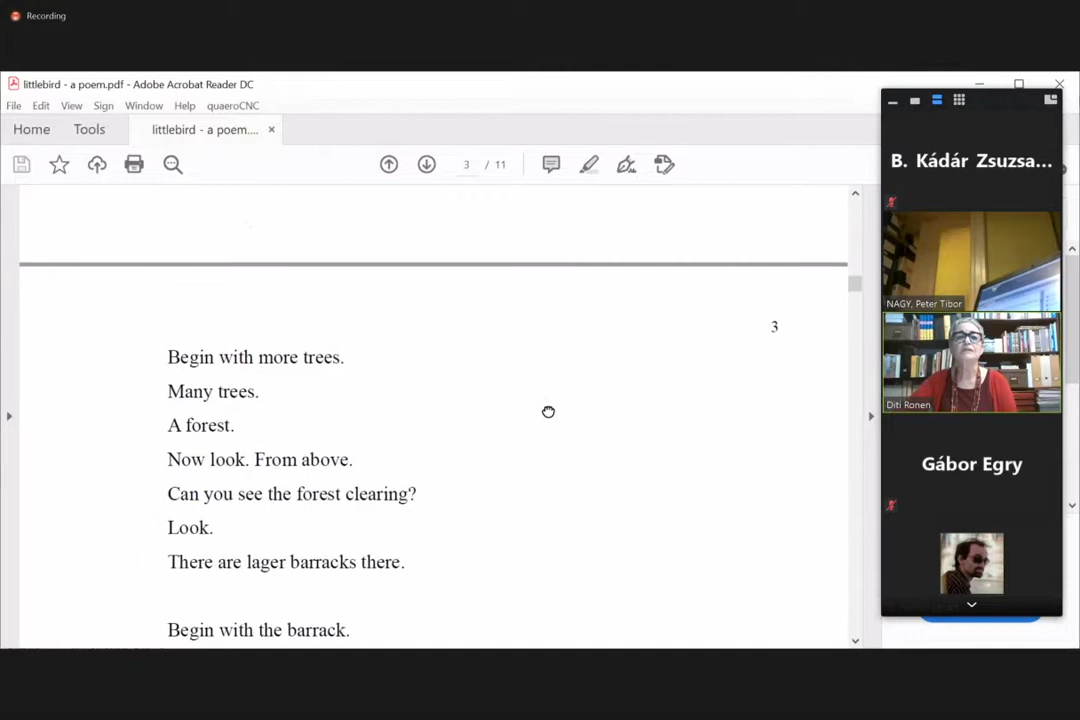 Recording
littlebird - a poem.pdf - Adobe Acrobat Reader DC
File Edit View Sign Window Help quaeroCNC
Home Tools littlebird - a poem....
3 / 11
3
Begin with more trees.
Many trees.
A forest.
Now look. From above.
Can you see the forest clearing?
Look.
There are lager barracks there.
Begin with the barrack.
B. Kádár Zsuzsa...
NAGY, Peter Tibor
Diti Ronen
Gábor Egry